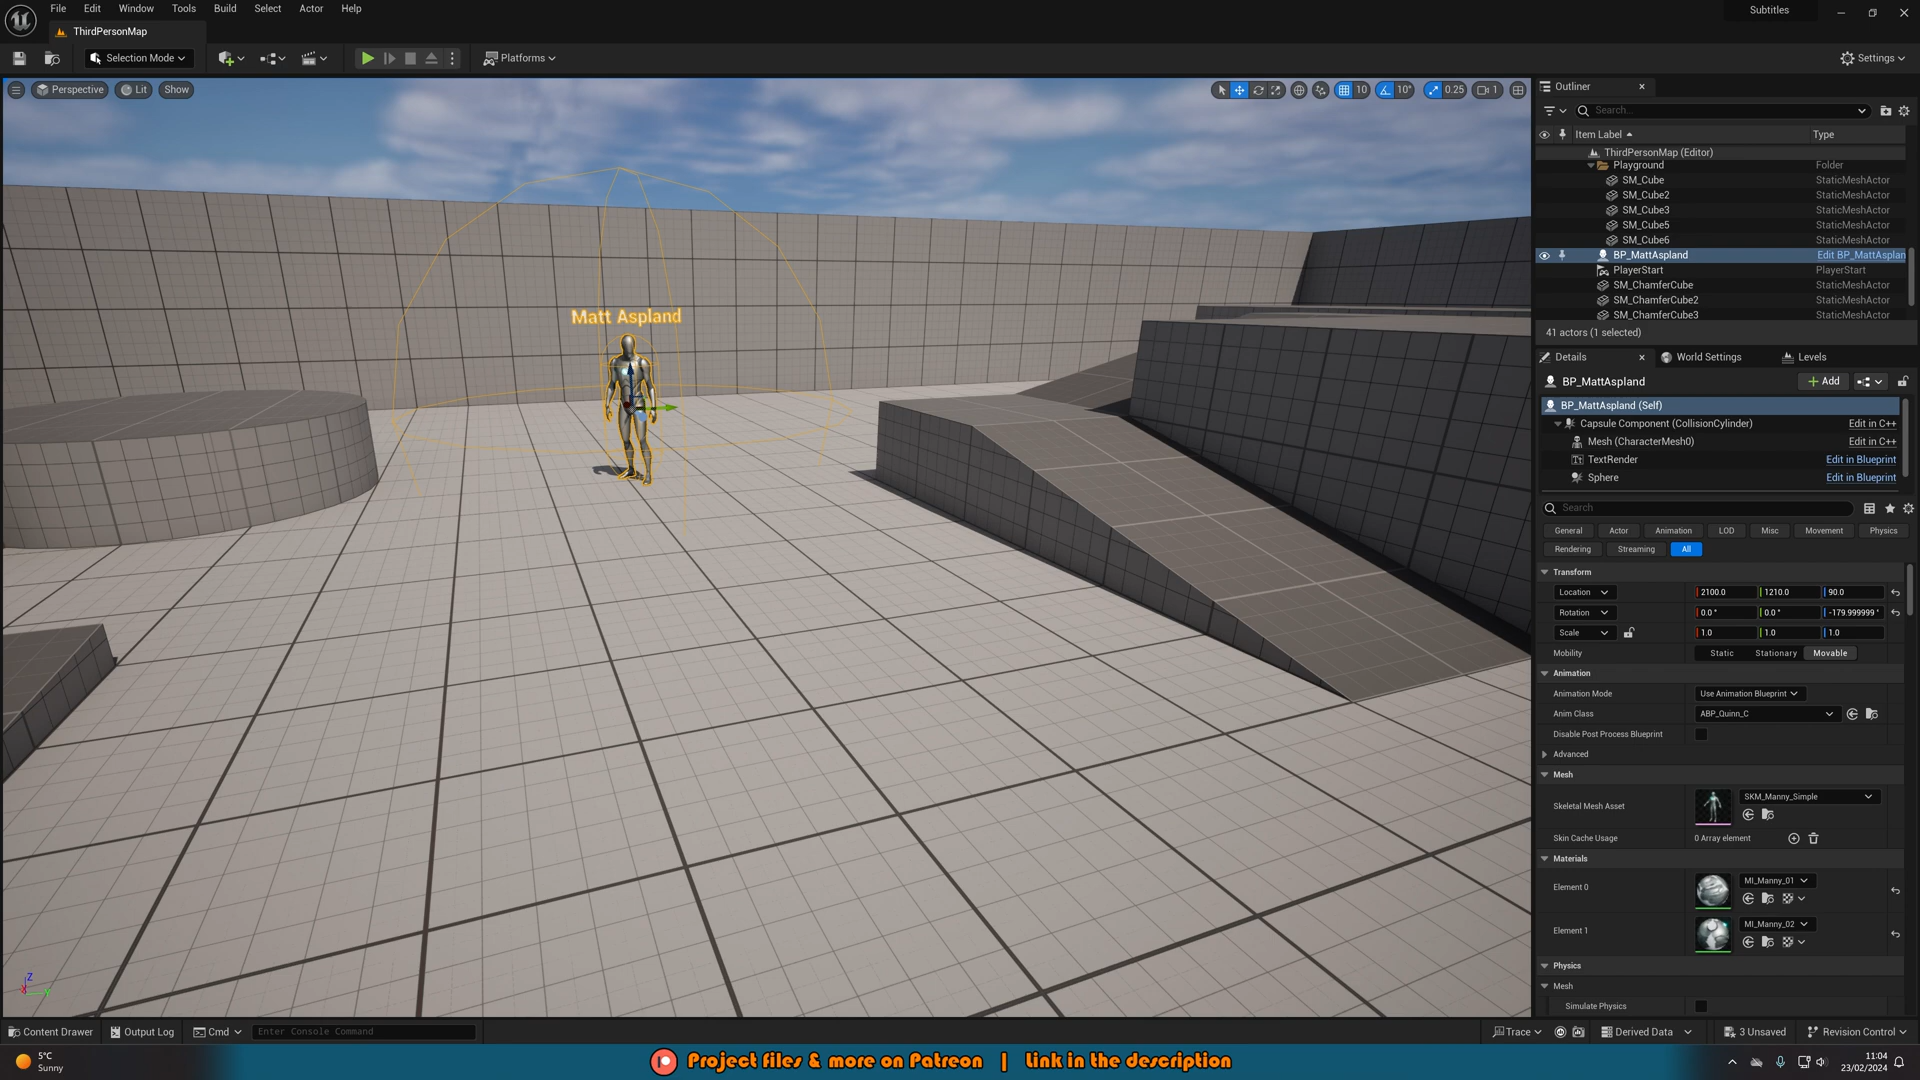 File Edit Window Tools Build Select Actor Help
Subtitles
ThirdPersonMap
Selection Mode
Platforms
Settings
Perspective Lit Show
10 10° 0.25 1
Outliner
Search...
Item Label Type
ThirdPersonMap (Editor)
Playground Folder
SM_Cube StaticMeshActor
SM_Cube2 StaticMeshActor
SM_Cube3 StaticMeshActor
SM_Cube5 StaticMeshActor
SM_Cube6 StaticMeshActor
BP_MattAspland Edit BP_MattAsplan
PlayerStart PlayerStart
SM_ChamferCube StaticMeshActor
SM_ChamferCube2 StaticMeshActor
SM_ChamferCube3 StaticMeshActor
41 actors (1 selected)
Matt Aspland
Details World Settings Levels
BP_MattAspland Add
BP_MattAspland (Self)
Capsule Component (CollisionCylinder) Edit in C++
Mesh (CharacterMesh0) Edit in C++
TextRender Edit in Blueprint
Sphere Edit in Blueprint
Search
General Actor Animation LOD Misc Movement Physics
Rendering Streaming All
Transform
Location 2100.0 1210.0 90.0
Rotation 0.0 ° 0.0 ° -179.999999 °
Scale 1.0 1.0 1.0
Mobility Static Stationary Movable
Animation
Animation Mode Use Animation Blueprint
Anim Class ABP_Quinn_C
Disable Post Process Blueprint
Advanced
Mesh
Skeletal Mesh Asset SKM_Manny_Simple
Skin Cache Usage 0 Array element
Materials
Element 0 MI_Manny_01
Element 1 MI_Manny_02
Physics
Mesh
Simulate Physics
Z
X Y
Content Drawer Output Log Cmd Enter Console Command
Trace Derived Data 3 Unsaved Revision Control
5°C
Sunny
Project files & more on Patreon | Link in the description
11:04
23/02/2024